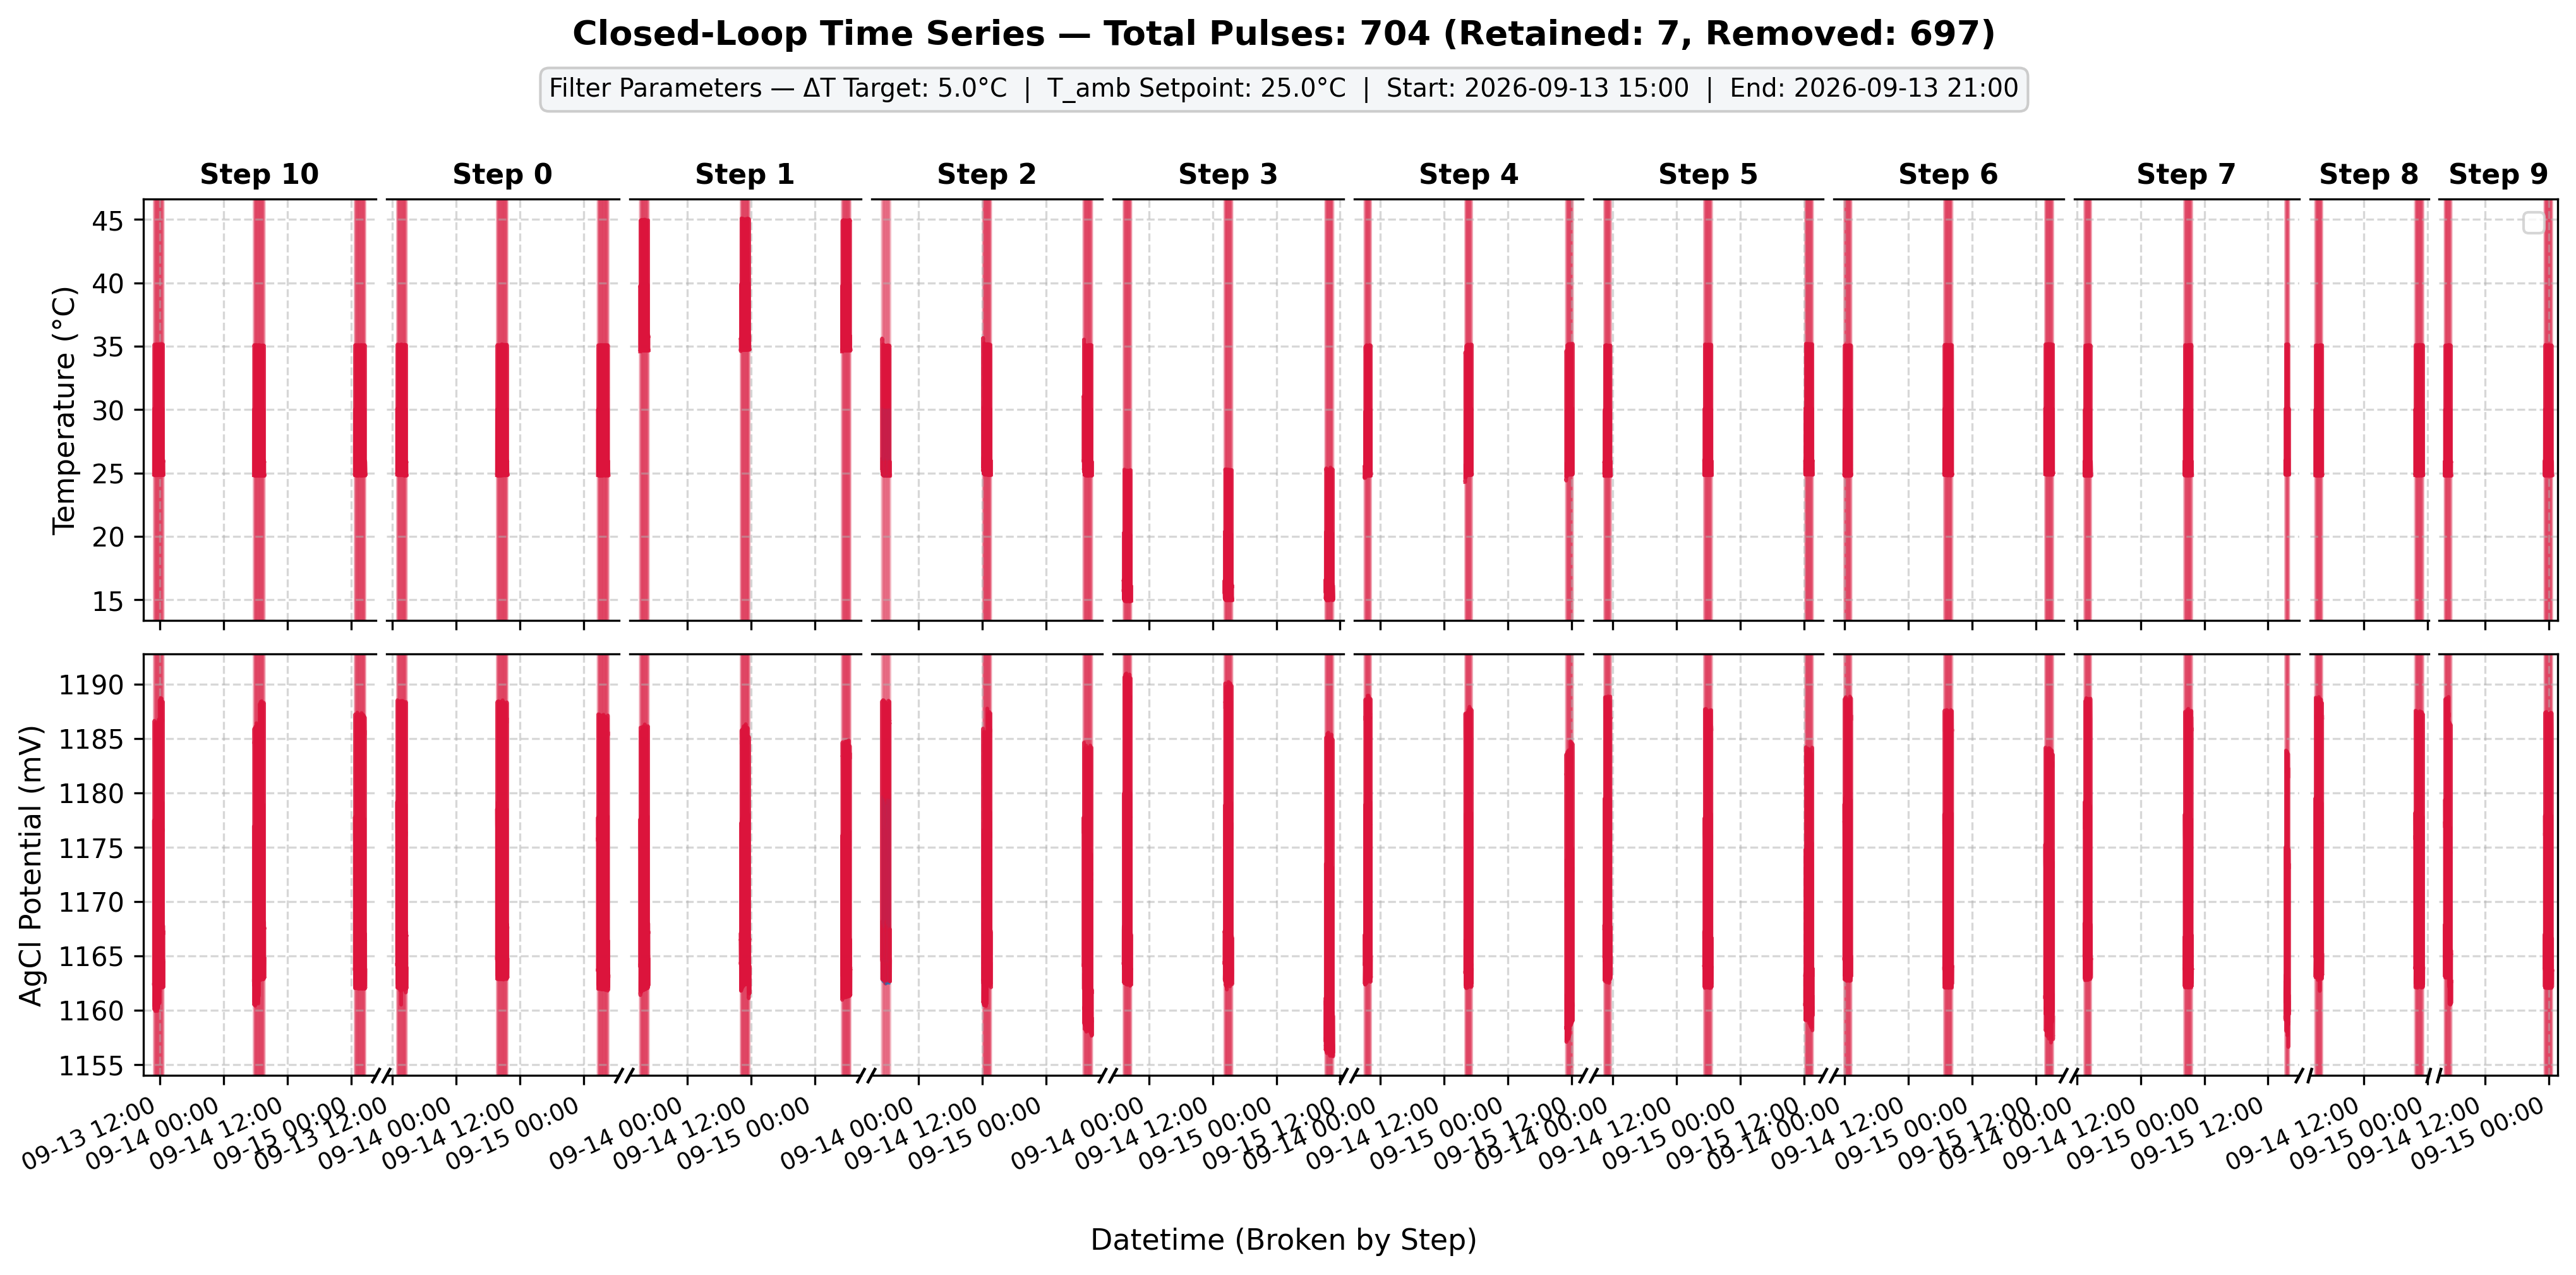 Closed-Loop Time Series — Total Pulses: 704 (Retained: 7, Removed: 697)
Filter Parameters — ΔT Target: 5.0°C | T_amb Setpoint: 25.0°C | Start: 2026-09-13 15:00 | End: 2026-09-13 21:00
Step 10 Step 0 Step 1 Step 2 Step 3 Step 4 Step 5 Step 6 Step 7 Step 8 Step 9
Temperature (°C)
45
40
35
30
25
20
15
AgCl Potential (mV)
1190
1185
1180
1175
1170
1165
1160
1155
09-13 12:00 09-14 00:00 09-14 12:00 09-15 00:00 09-13 12:00 09-14 00:00 09-14 12:00 09-15 00:00 09-14 00:00 09-14 12:00 09-15 00:00 09-14 00:00 09-14 12:00 09-15 00:00 09-14 00:00 09-14 12:00 09-15 00:00 09-15 12:00 09-14 00:00 09-14 12:00 09-15 00:00 09-15 12:00 09-14 00:00 09-14 12:00 09-15 00:00 09-15 12:00 09-14 00:00 09-14 12:00 09-15 00:00 09-15 12:00 09-14 00:00 09-14 12:00 09-15 00:00 09-15 12:00 09-14 12:00 09-15 00:00 09-14 12:00 09-15 00:00
Datetime (Broken by Step)